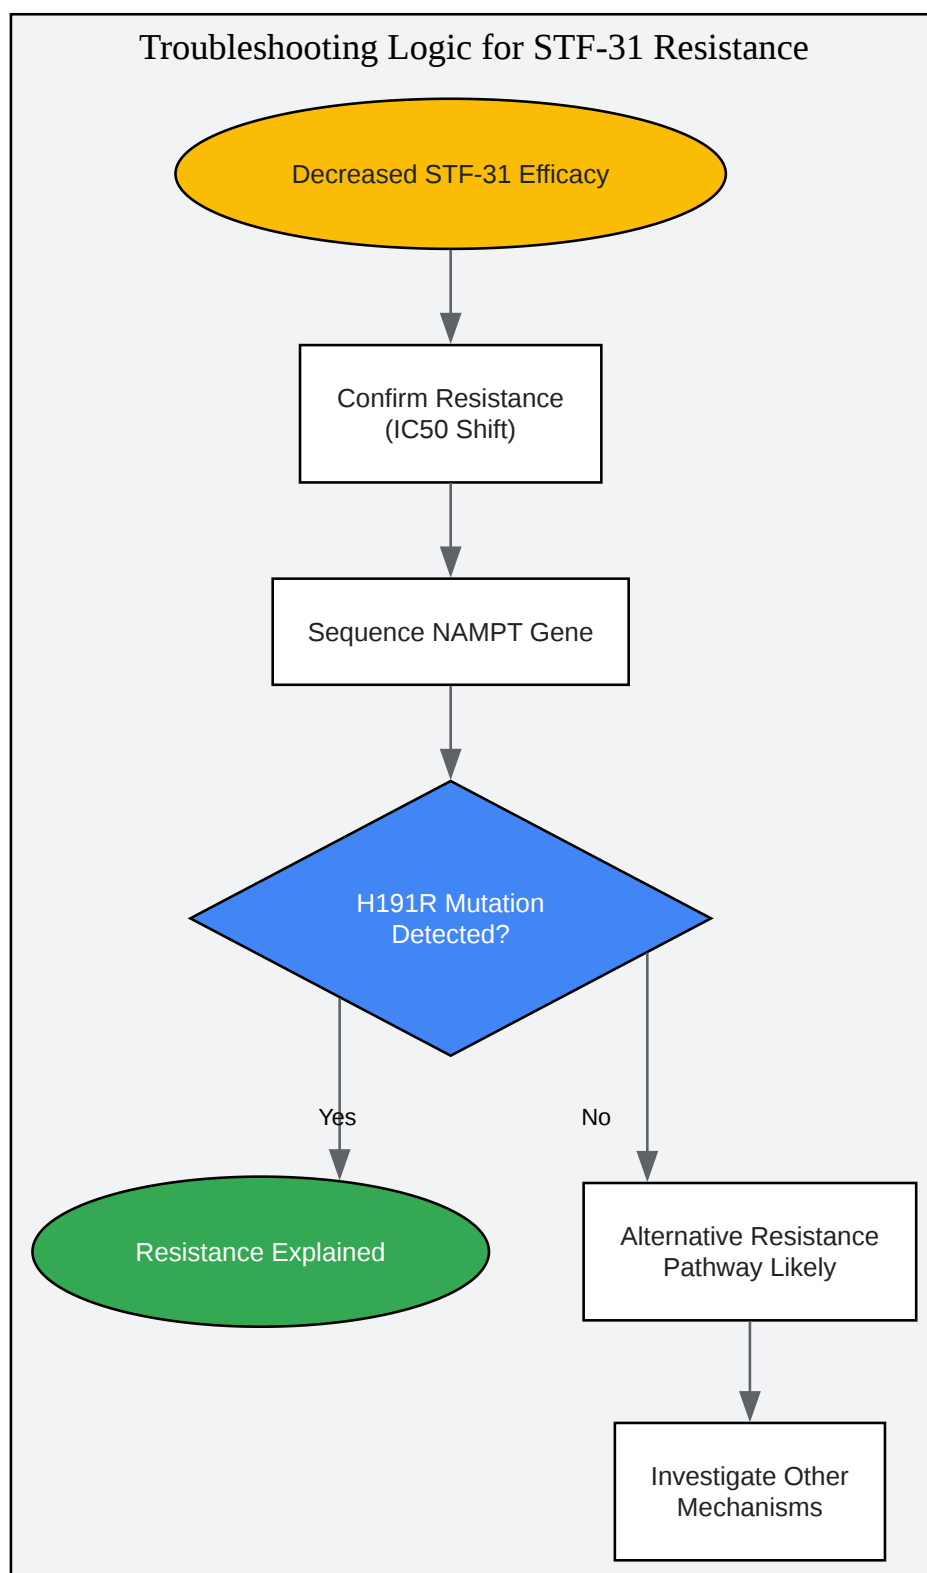 Troubleshooting Logic for STF-31 Resistance
Decreased STF-31 Efficacy
Confirm Resistance
(IC50 Shift)
Sequence NAMPT Gene
H191R Mutation
Detected?
Yes
No
Resistance Explained
Alternative Resistance
Pathway Likely
Investigate Other
Mechanisms